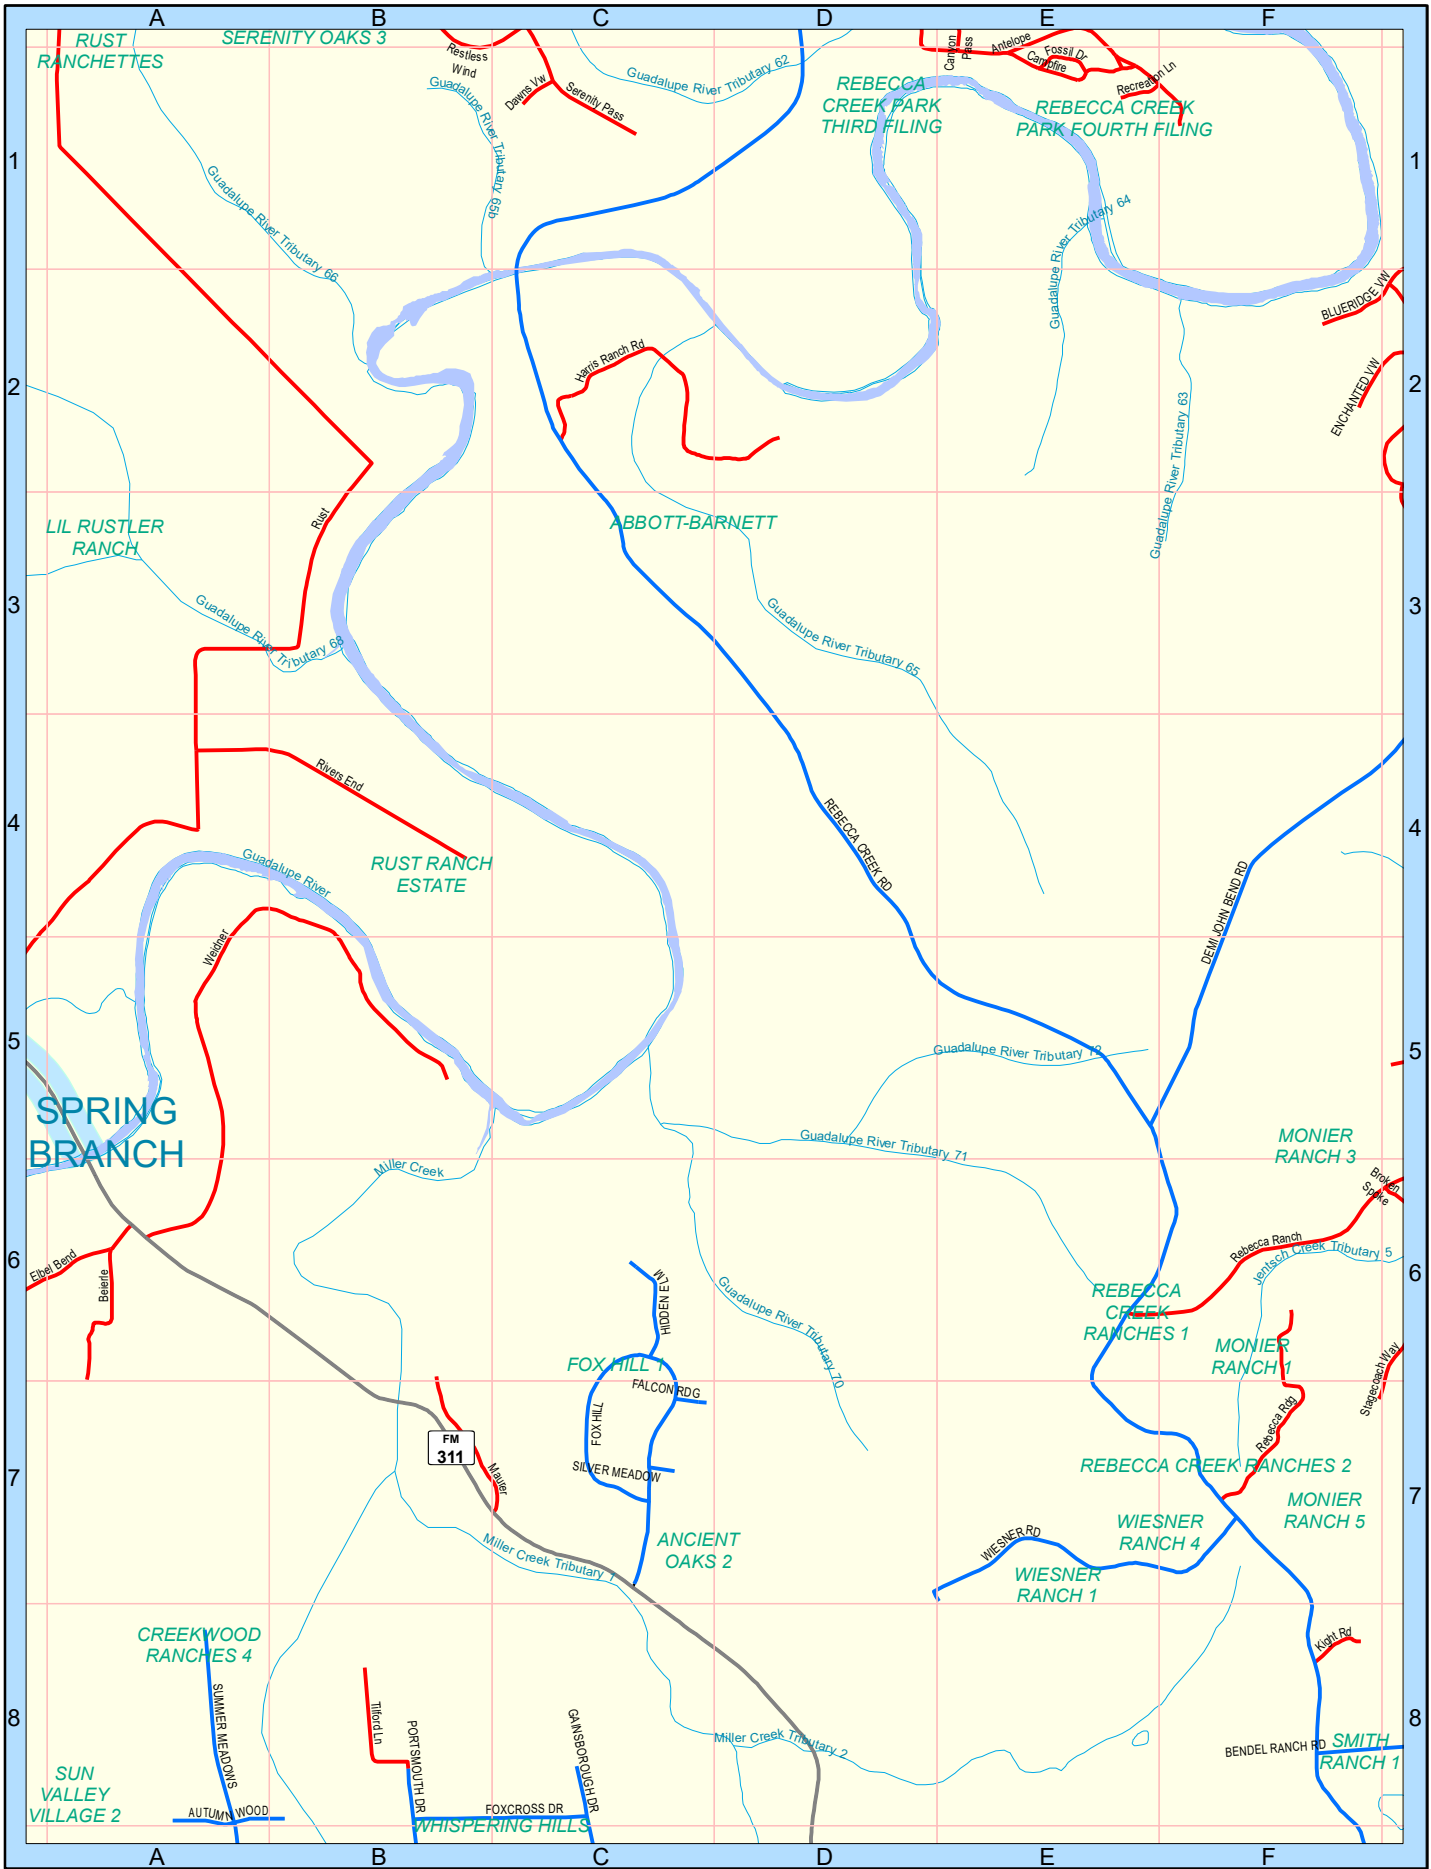 A B C D E F
RUST
RANCHETTES
SERENITY OAKS 3
Restless
Wind
Dawns Vw
Serenity Pass
Guadalupe River Tributary 62
Guadalupe River Tributary 65b
Canyon
Pass
Antelope
Fossil Dr
Campfire
Recreation Ln
REBECCA
CREEK PARK
THIRD FILING
REBECCA CREEK
PARK FOURTH FILING
1 1
Guadalupe River Tributary 66
Guadalupe River Tributary 64
BLUERIDGE VW
Harris Ranch Rd
ENCHANTED VW
2 2
Guadalupe River Tributary 63
LIL RUSTLER
RANCH
Rust
ABBOTT-BARNETT
3 3
Guadalupe River Tributary 68
Guadalupe River Tributary 65
Rivers End
4 4
REBECCA CREEK RD
RUST RANCH
ESTATE
Guadalupe River
DEMI JOHN BEND RD
Weidner
5 5
Guadalupe River Tributary 72
SPRING
BRANCH
Guadalupe River Tributary 71
MONIER
RANCH 3
Miller Creek
Broken
Spoke
Elbel Bend
Beierle
Rebecca Ranch
Jentsch Creek Tributary 5
6 6
HIDDEN ELM
Guadalupe River Tributary 70
REBECCA
CREEK
RANCHES 1
MONIER
RANCH 1
Stagecoach Way
FOX HILL 1
FALCON RDG
FOX HILL
Rebecca Rdg
FM
311
Maurer
SILVER MEADOW
REBECCA CREEK RANCHES 2
7 7
MONIER
RANCH 5
WIESNER
RANCH 4
WIESNER RD
WIESNER
RANCH 1
ANCIENT
OAKS 2
Miller Creek Tributary 1
CREEKWOOD
RANCHES 4
Kight Rd
SUMMER MEADOWS
Tilford Ln
PORTSMOUTH DR
GAINSBOROUGH DR
8 8
Miller Creek Tributary 2
BENDEL RANCH RD
SMITH
RANCH 1
SUN
VALLEY
VILLAGE 2
AUTUMN WOOD
FOXCROSS DR
WHISPERING HILLS
A B C D E F